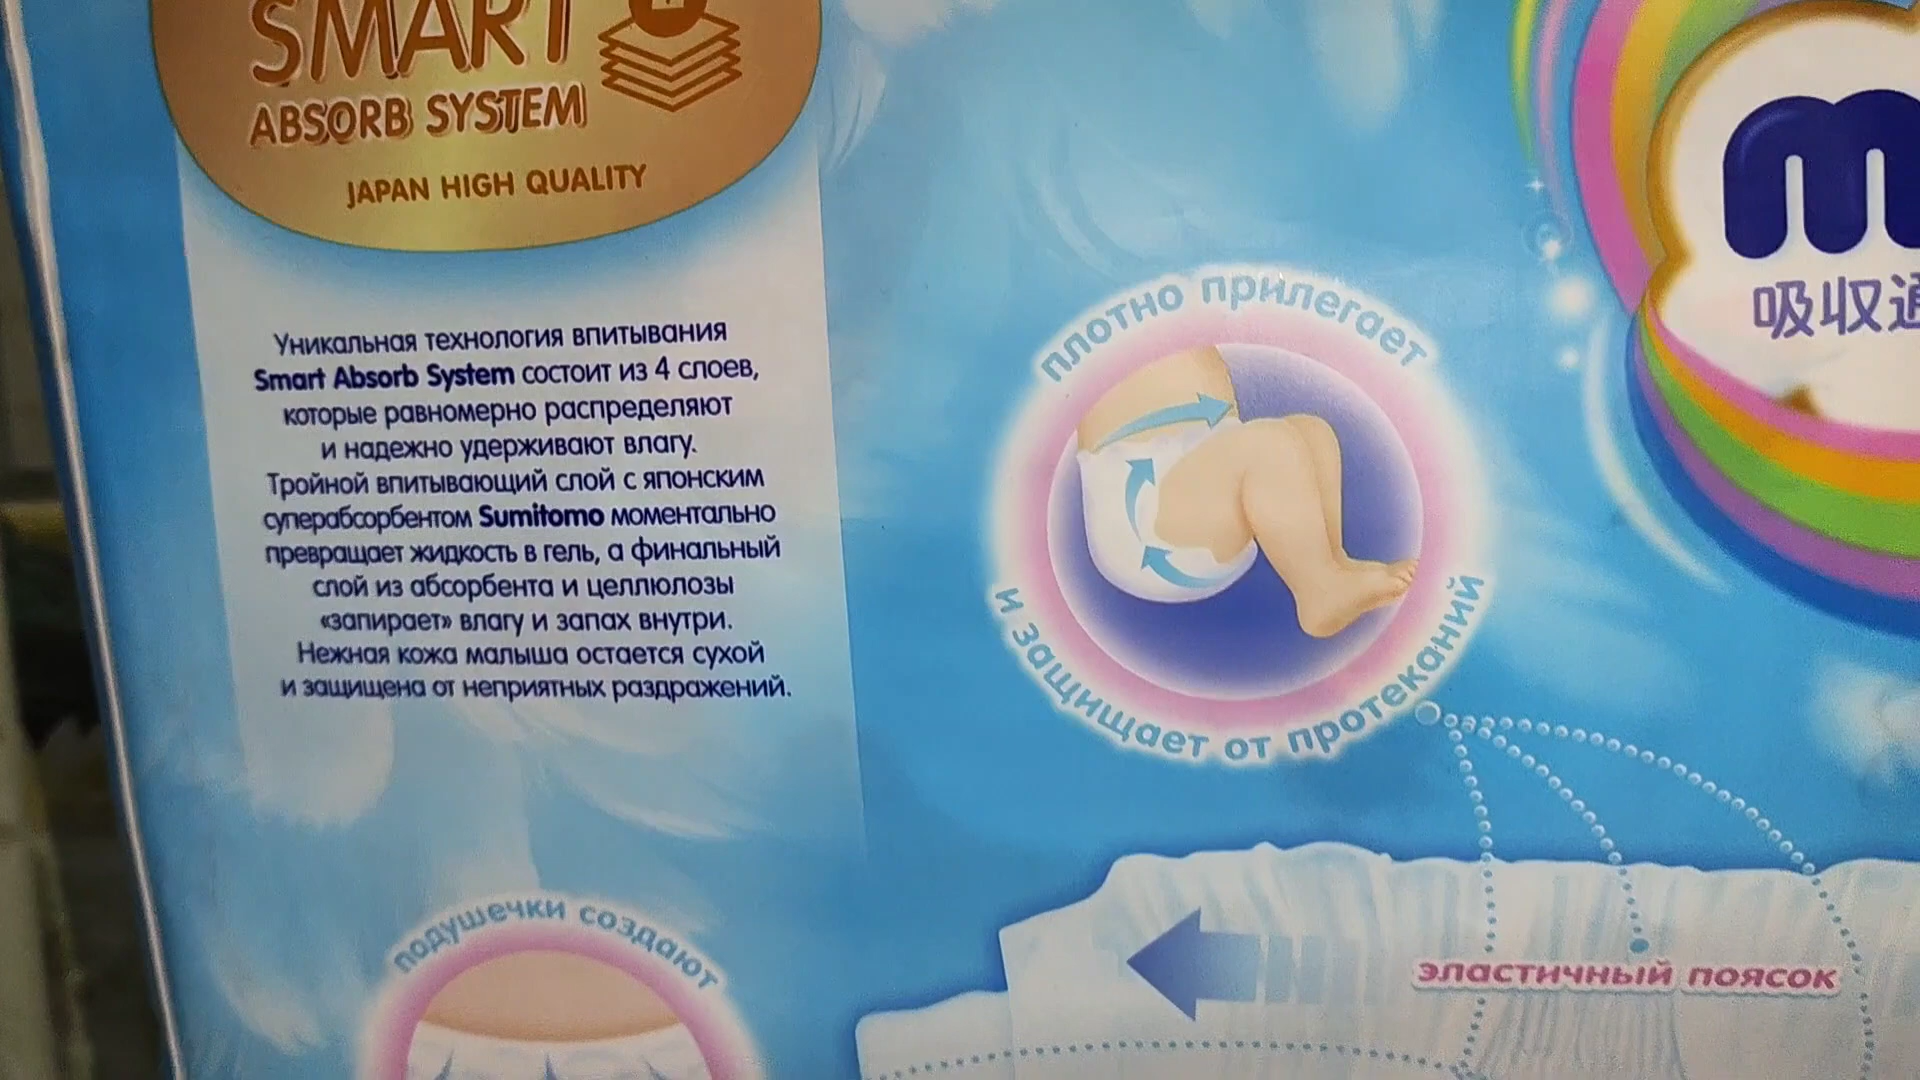 SMART
ABSORB SYSTEM
JAPAN HIGH QUALITY
Уникальная технология впитывания
Smart Absorb System состоит из 4 слоев,
которые равномерно распределяют
и надежно удерживают влагу.
Тройной впитывающий слой с японским
суперабсорбентом Sumitomo моментально
превращает жидкость в гель, а финальный
слой из абсорбента и целлюлозы
«запирает» влагу и запах внутри.
Нежная кожа малыша остается сухой
и защищена от неприятных раздражений.
плотно прилегает
и защищает от протеканий
m
吸収
эластичный поясок
подушечки создают